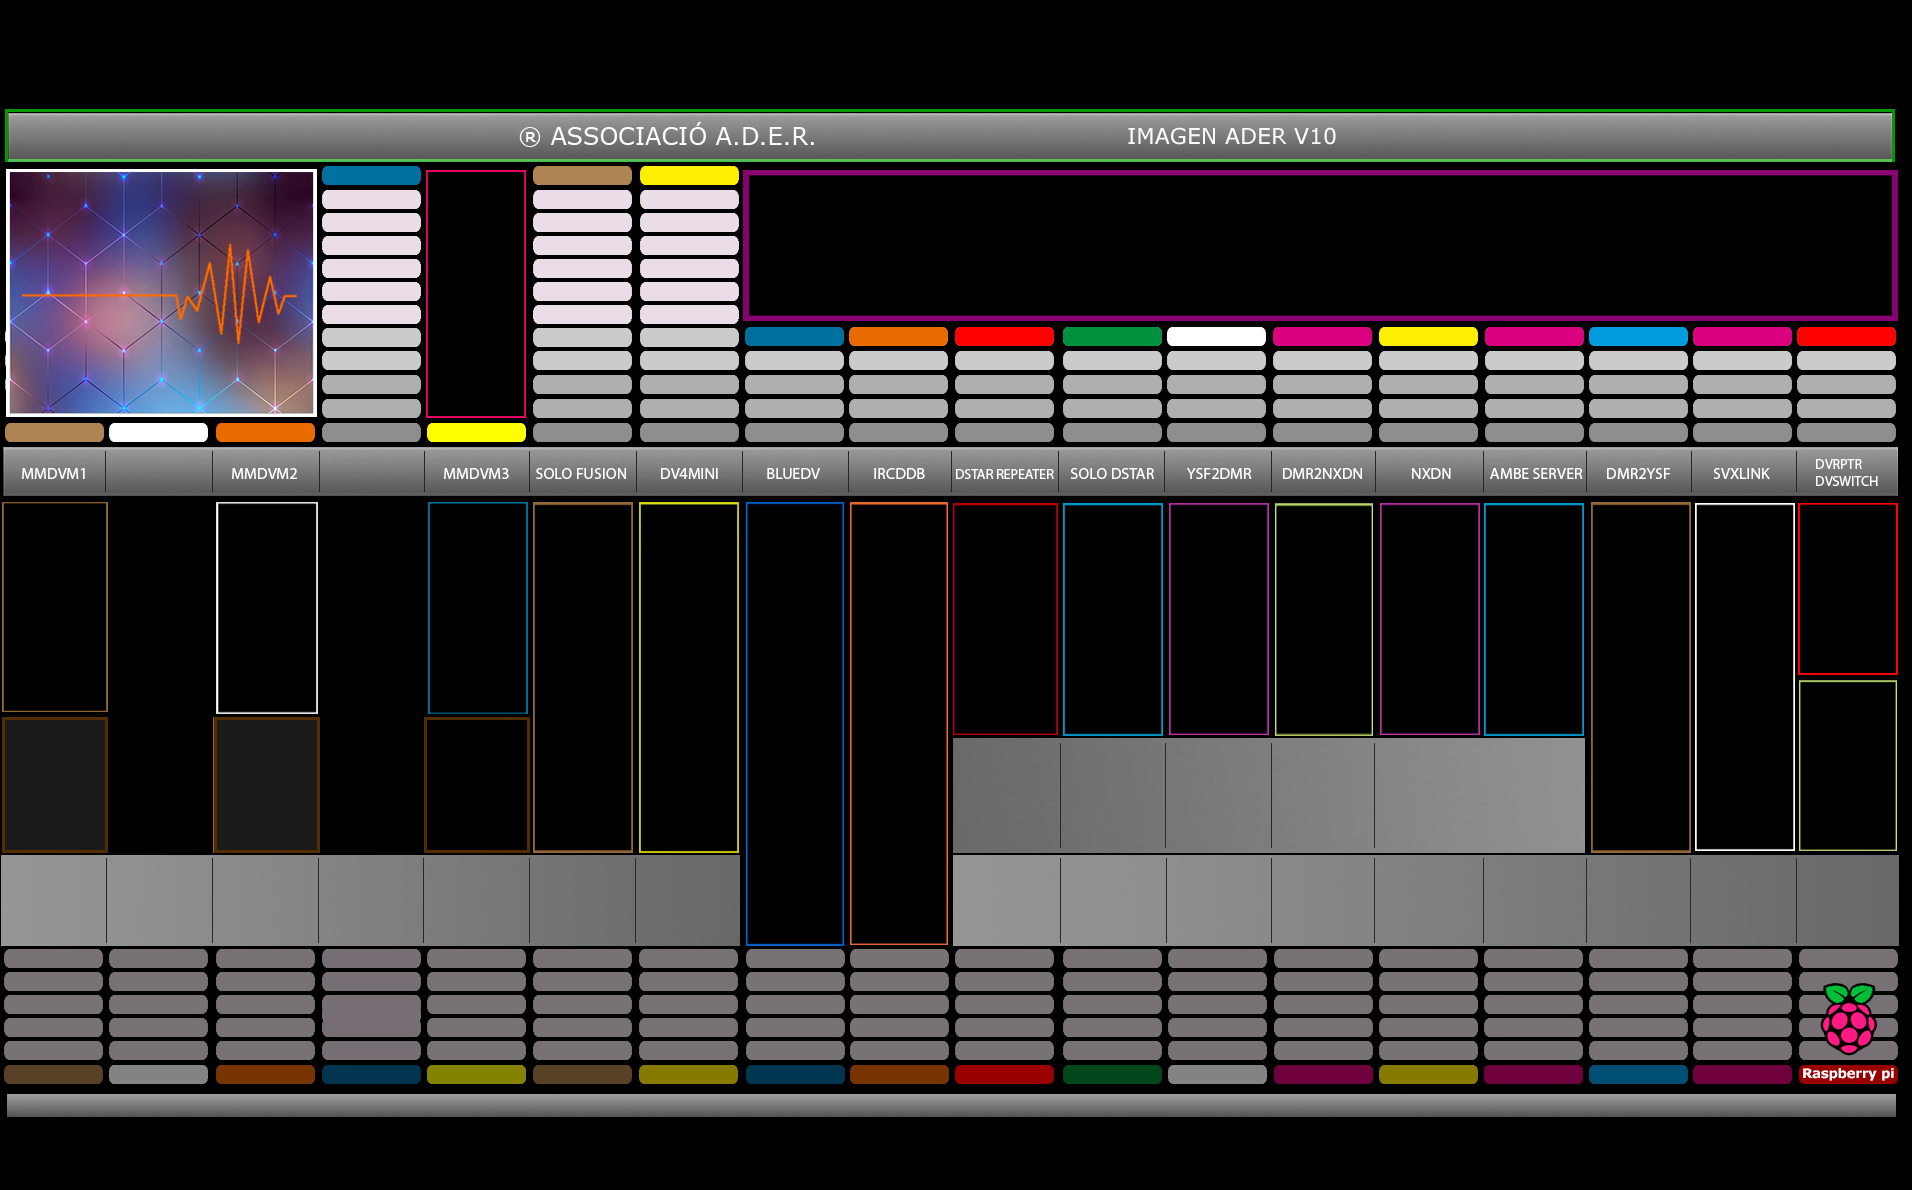 ® ASSOCIACIÓ A.D.E.R.
IMAGEN ADER V10
MMDVM1
MMDVM2
MMDVM3
SOLO FUSION
DV4MINI
BLUEDV
IRCDDB
DSTAR REPEATER
SOLO DSTAR
YSF2DMR
DMR2NXDN
NXDN
AMBE SERVER
DMR2YSF
SVXLINK
DVRPTR
DVSWITCH
Raspberry pi